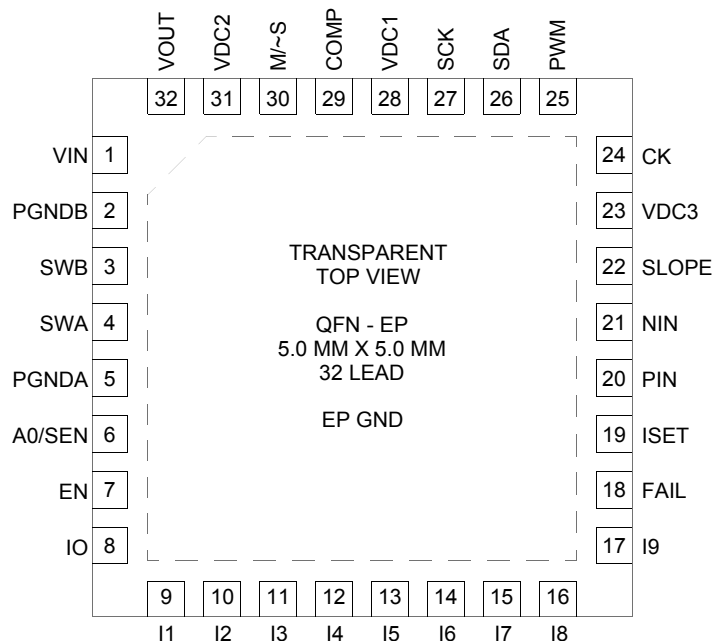 VOUT
VDC2
M/~S
COMP
VDC1
SCK
SDA
PWM
32 31 30 29 28 27 26 25
VIN 1
PGNDB 2
SWB 3
SWA 4
PGNDA 5
A0/SEN 6
EN 7
IO 8
TRANSPARENT
TOP VIEW
QFN - EP
5.0 MM X 5.0 MM
32 LEAD
EP GND
24 CK
23 VDC3
22 SLOPE
21 NIN
20 PIN
19 ISET
18 FAIL
17 I9
9 10 11 12 13 14 15 16
I1 I2 I3 I4 I5 I6 I7 I8